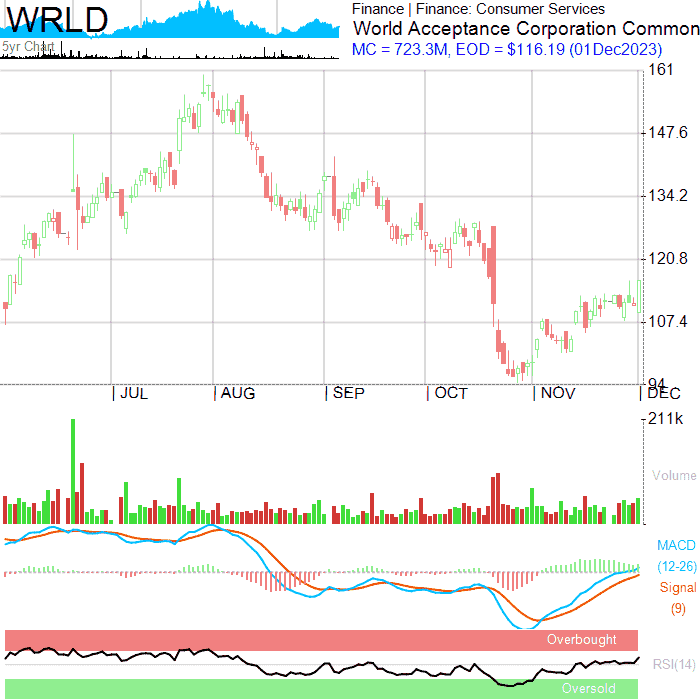 WRLD
5yr Chart
Finance | Finance: Consumer Services
World Acceptance Corporation Common
MC = 723.3M, EOD = $116.19 (01Dec2023)
161
147.6
134.2
120.8
107.4
94
JUL
AUG
SEP
OCT
NOV
DEC
211k
Volume
MACD
(12-26)
Signal
(9)
Overbought
RSI(14)
Oversold